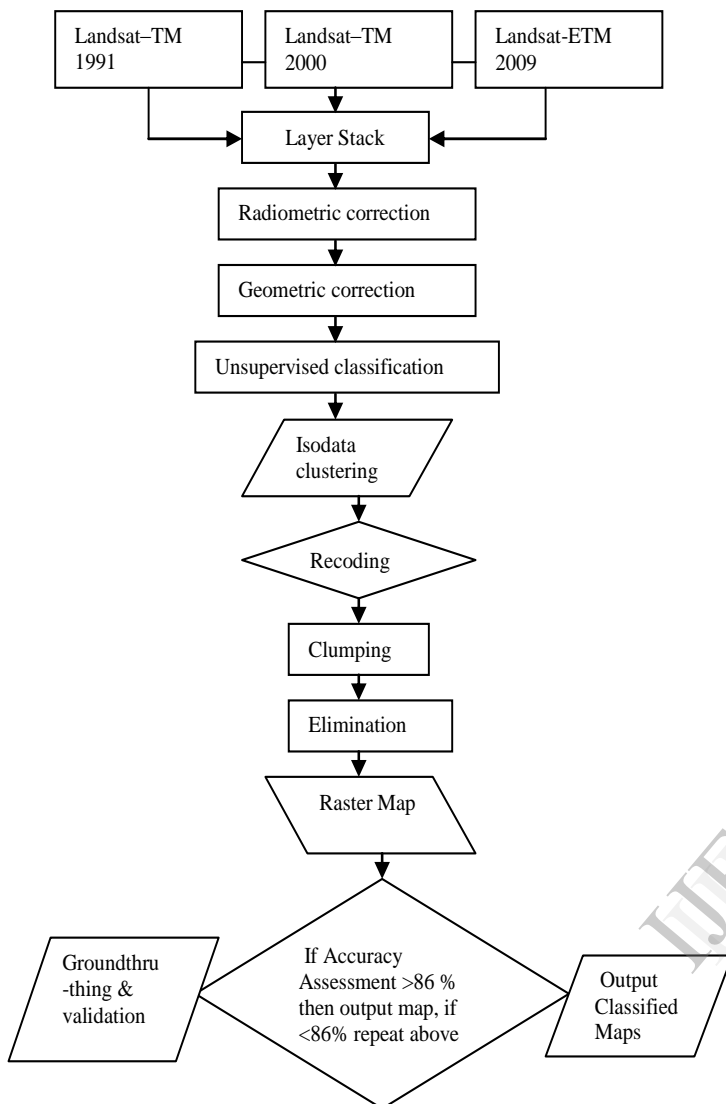 Landsat–TM
1991
Landsat–TM
2000
Landsat-ETM
2009
Layer Stack
Radiometric correction
Geometric correction
Unsupervised classification
Isodata
clustering
Recoding
Clumping
Elimination
Raster Map
If Accuracy
Assessment >86 %
then output map, if
<86% repeat above
Groundthru
-thing &
validation
Output
Classified
Maps